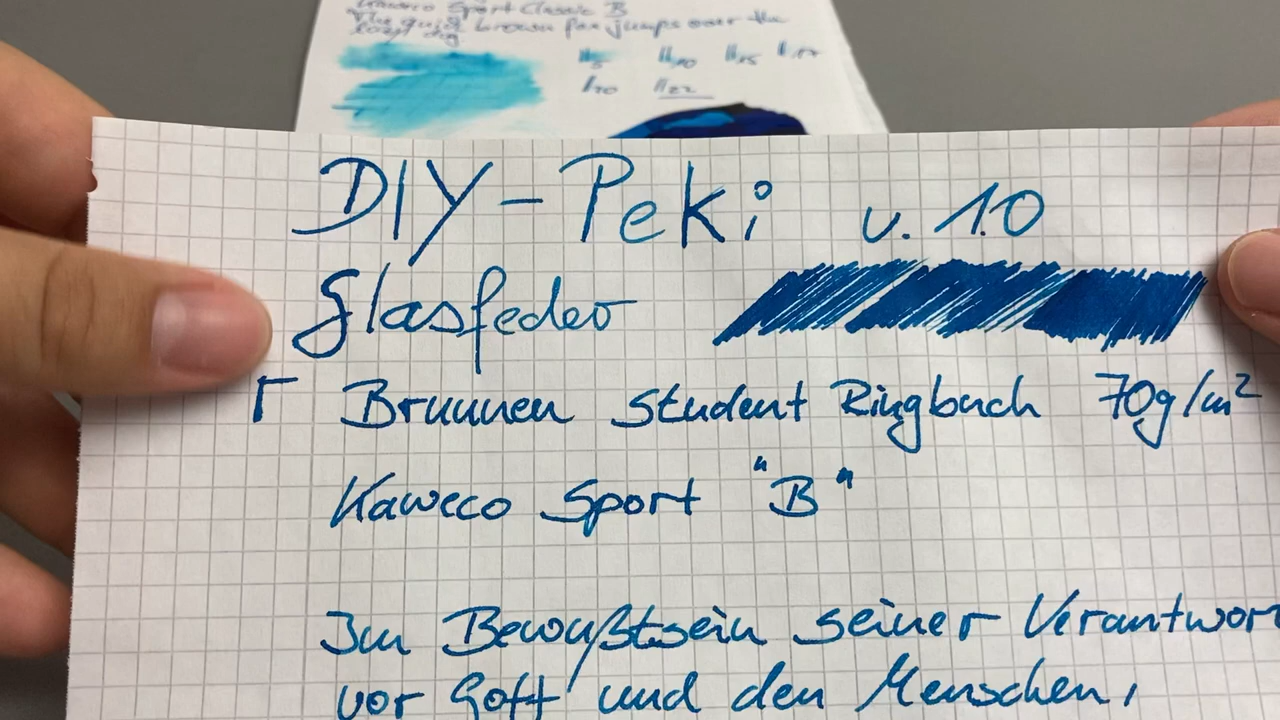 Kaweco Sport Classic B
The quick brown fox jumps over the
lazy dog
DIY-Peki v. 1.0
Glasfeder
Brunnen Student Ringbuch 70g/m²
Kaweco Sport "B"
Im Bewußtsein seiner Verantwor
vor Gott und den Menschen,